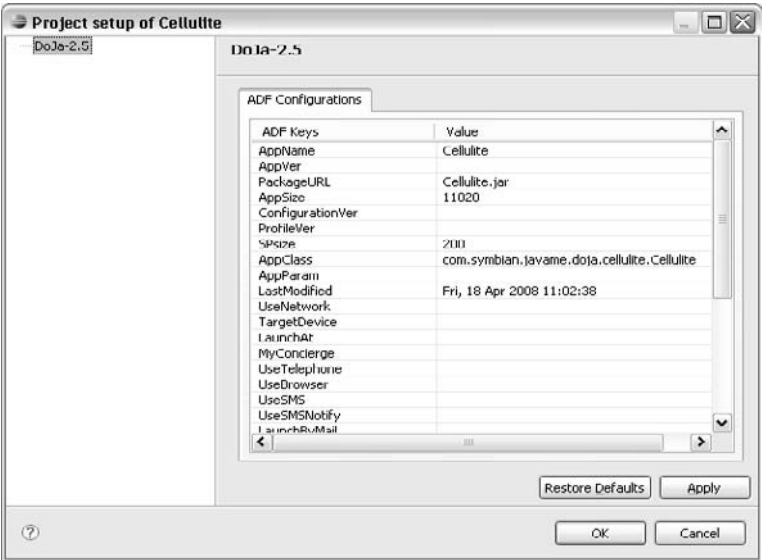 Project setup of Cellulite
DoJa-2.5
DoJa-2.5
ADF Configurations
ADF Keys Value
AppName Cellulite
AppVer
PackageURL Cellulite.jar
AppSize 11020
ConfigurationVer
ProfileVer
SPsize 200
AppClass com.symbian.javame.doja.cellulite.Cellulite
AppParam
LastModified Fri, 18 Apr 2008 11:02:38
UseNetwork
TargetDevice
LaunchAt
MyConcierge
UseTelephone
UseBrowser
UseSMS
UseSMSNotify
LaunchByMail
Restore Defaults Apply
? OK Cancel